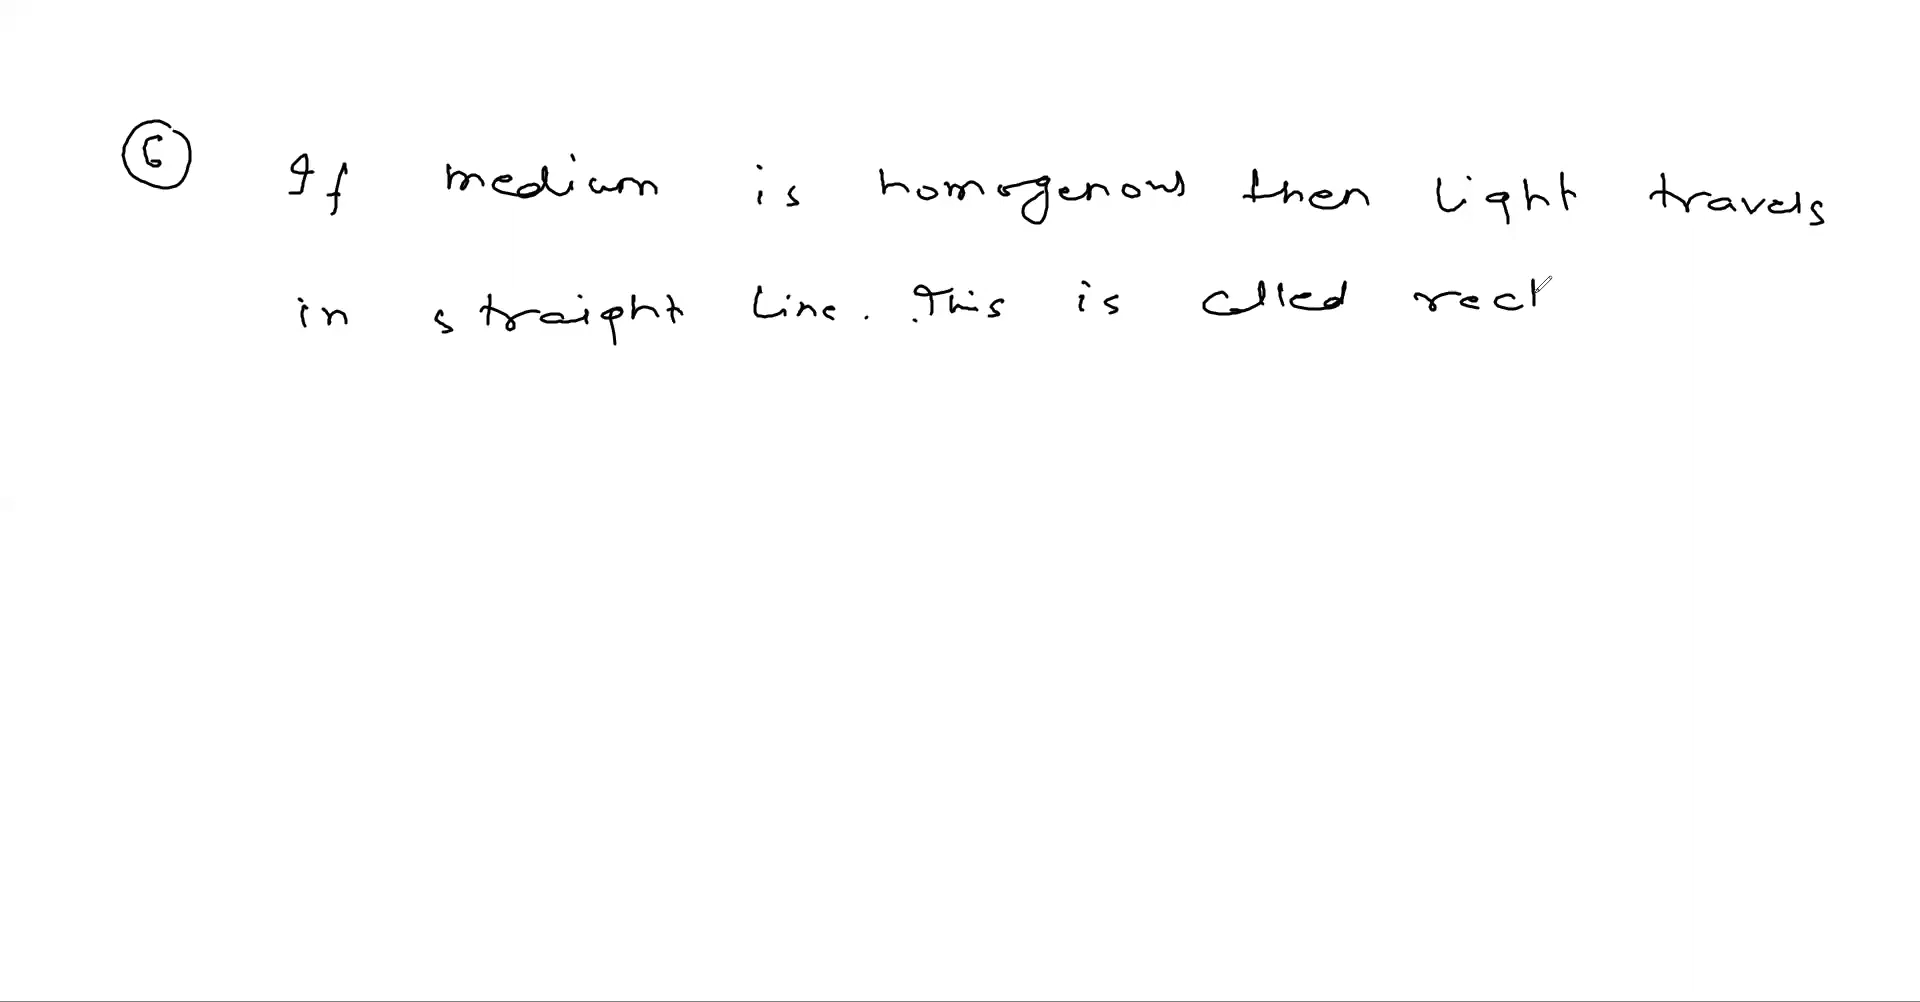 6 If medium is homogenous then light travels
in straight line. This is called rect